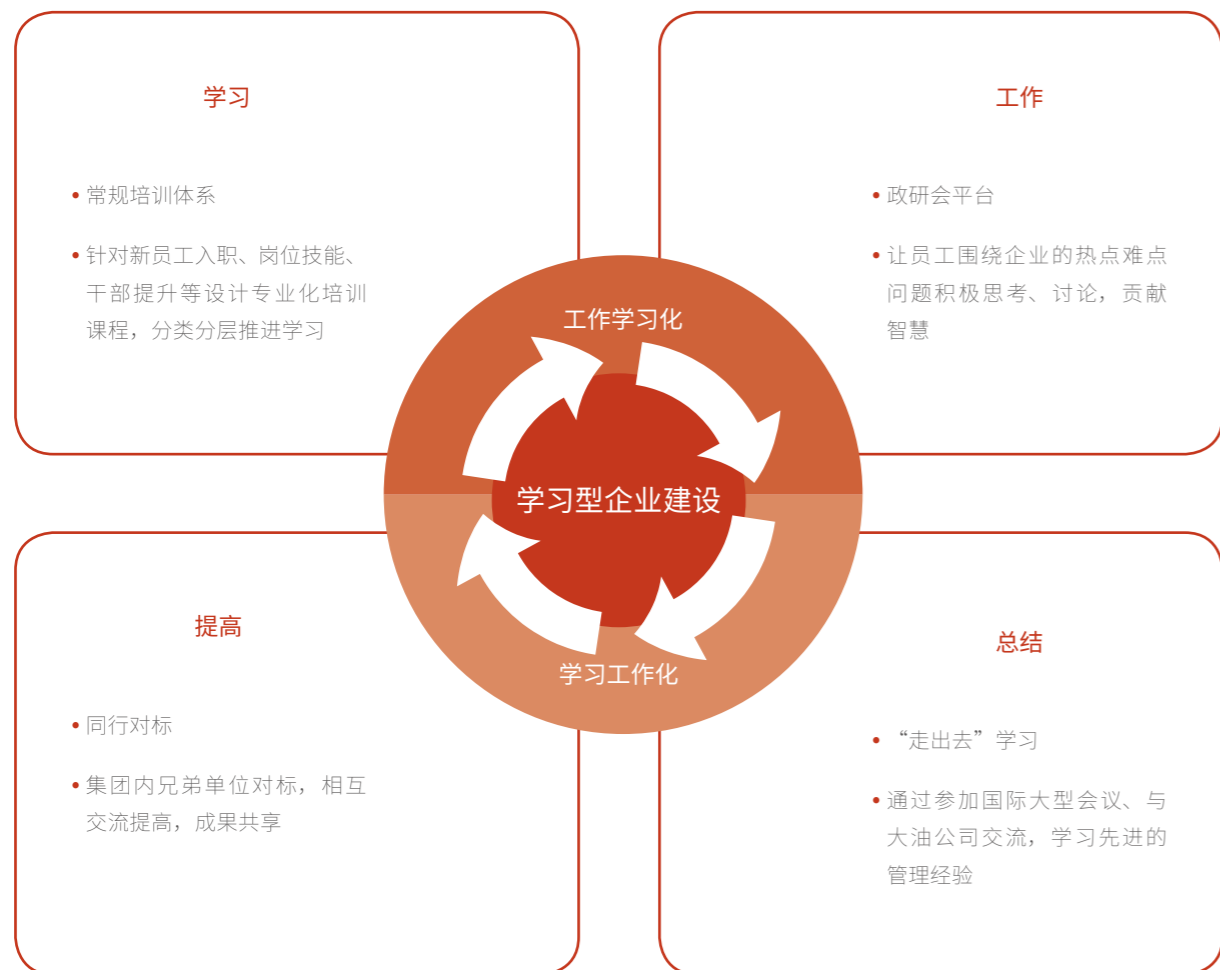 学习
• 常规培训体系
• 针对新员工入职、岗位技能、
干部提升等设计专业化培训
课程，分类分层推进学习
工作
• 政研会平台
• 让员工围绕企业的热点难点
问题积极思考、讨论，贡献
智慧
工作学习化
学习型企业建设
学习工作化
提高
• 同行对标
• 集团内兄弟单位对标，相互
交流提高，成果共享
总结
• “走出去”学习
• 通过参加国际大型会议、与
大油公司交流，学习先进的
管理经验